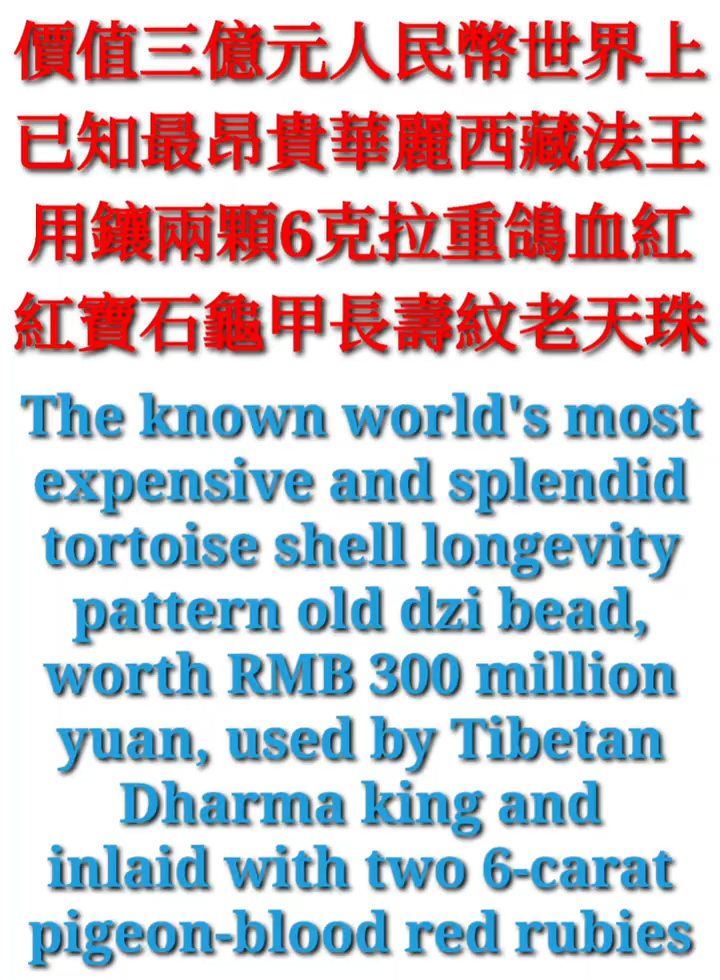 價值三億元人民幣世界上
已知最昂貴華麗西藏法王
用鑲兩顆6克拉重鴿血紅
紅寶石龜甲長壽紋老天珠
The known world's most
expensive and splendid
tortoise shell longevity
pattern old dzi bead,
worth RMB 300 million
yuan, used by Tibetan
Dharma king and
inlaid with two 6-carat
pigeon-blood red rubies